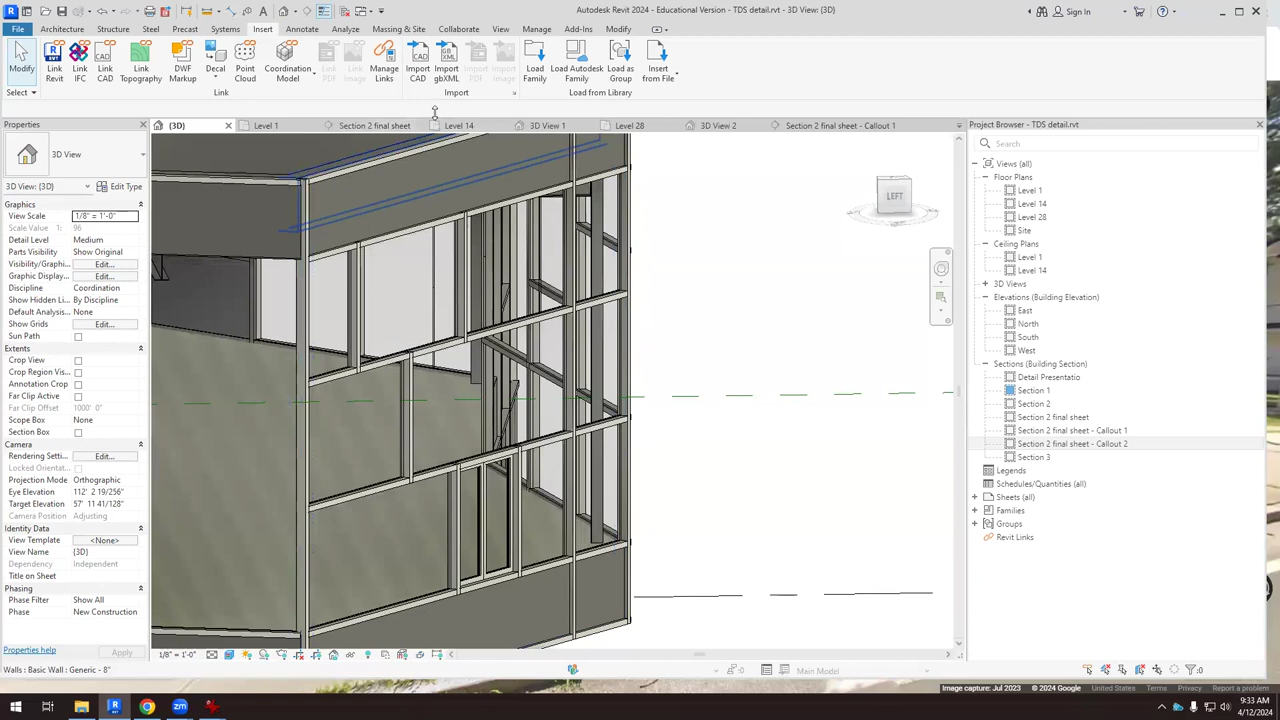 Autodesk Revit 2024 - Educational Version - TDS detail.rvt - 3D View: {3D}
Sign In
File Architecture Structure Steel Precast Systems Insert Annotate Analyze Massing & Site Collaborate View Manage Add-Ins Modify
Modify
Link Revit
Link IFC
Link CAD
Link Topography
DWF Markup
Decal
Point Cloud
Coordination Model
Link PDF
Link Image
Manage Links
Import CAD
Import gbXML
Import PDF
Import Image
Load Family
Load Autodesk Family
Load as Group
Insert from File
Select
Link
Import
Load from Library
Properties
{3D}
Level 1
Section 2 final sheet
Level 14
3D View 1
Level 28
3D View 2
Section 2 final sheet - Callout 1
Project Browser - TDS detail.rvt
3D View
3D View: {3D}
Edit Type
Graphics
View Scale 1/8" = 1'-0"
Scale Value 1: 96
Detail Level Medium
Parts Visibility Show Original
Visibility/Graphi... Edit...
Graphic Display... Edit...
Discipline Coordination
Show Hidden Li... By Discipline
Default Analysis... None
Show Grids Edit...
Sun Path
Extents
Crop View
Crop Region Vis...
Annotation Crop
Far Clip Active
Far Clip Offset 1000' 0"
Scope Box None
Section Box
Camera
Rendering Setti... Edit...
Locked Orientat...
Projection Mode Orthographic
Eye Elevation 112' 2 19/256"
Target Elevation 57' 11 41/128"
Camera Position Adjusting
Identity Data
View Template <None>
View Name {3D}
Dependency Independent
Title on Sheet
Phasing
Phase Filter Show All
Phase New Construction
Properties help
Apply
LEFT
Search
Views (all)
Floor Plans
Level 1
Level 14
Level 28
Site
Ceiling Plans
Level 1
Level 14
3D Views
Elevations (Building Elevation)
East
North
South
West
Sections (Building Section)
Detail Presentatio
Section 1
Section 2
Section 2 final sheet
Section 2 final sheet - Callout 1
Section 2 final sheet - Callout 2
Section 3
Legends
Schedules/Quantities (all)
Sheets (all)
Families
Groups
Revit Links
1/8" = 1'-0"
Walls : Basic Wall : Generic - 8"
:0
Main Model
:0
Image capture: Jul 2023 © 2024 Google United States Terms Privacy Report a problem
9:33 AM
4/12/2024